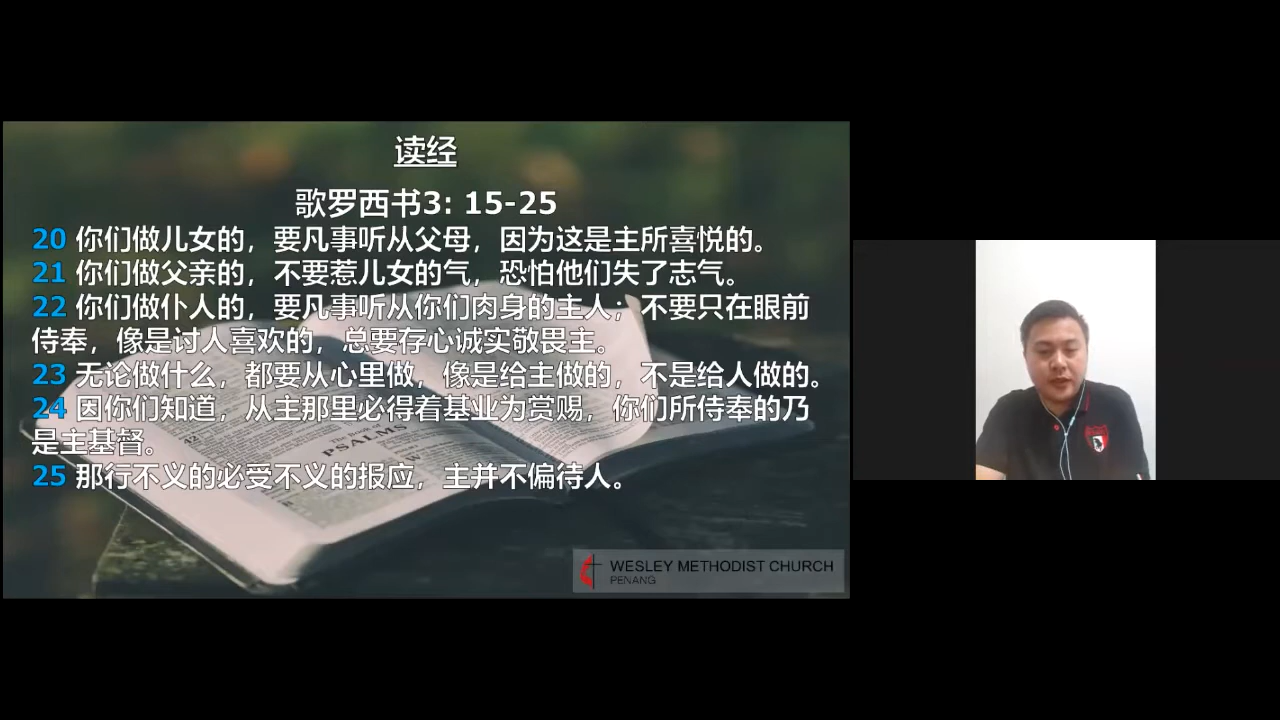 读经
歌罗西书3: 15-25
20 你们做儿女的，要凡事听从父母，因为这是主所喜悦的。
21 你们做父亲的，不要惹儿女的气，恐怕他们失了志气。
22 你们做仆人的，要凡事听从你们肉身的主人；不要只在眼前
侍奉，像是讨人喜欢的，总要存心诚实敬畏主。
23 无论做什么，都要从心里做，像是给主做的，不是给人做的。
24 因你们知道，从主那里必得着基业为赏赐，你们所侍奉的乃
是主基督。
25 那行不义的必受不义的报应，主并不偏待人。
PSALMS
WESLEY METHODIST CHURCH
PENANG